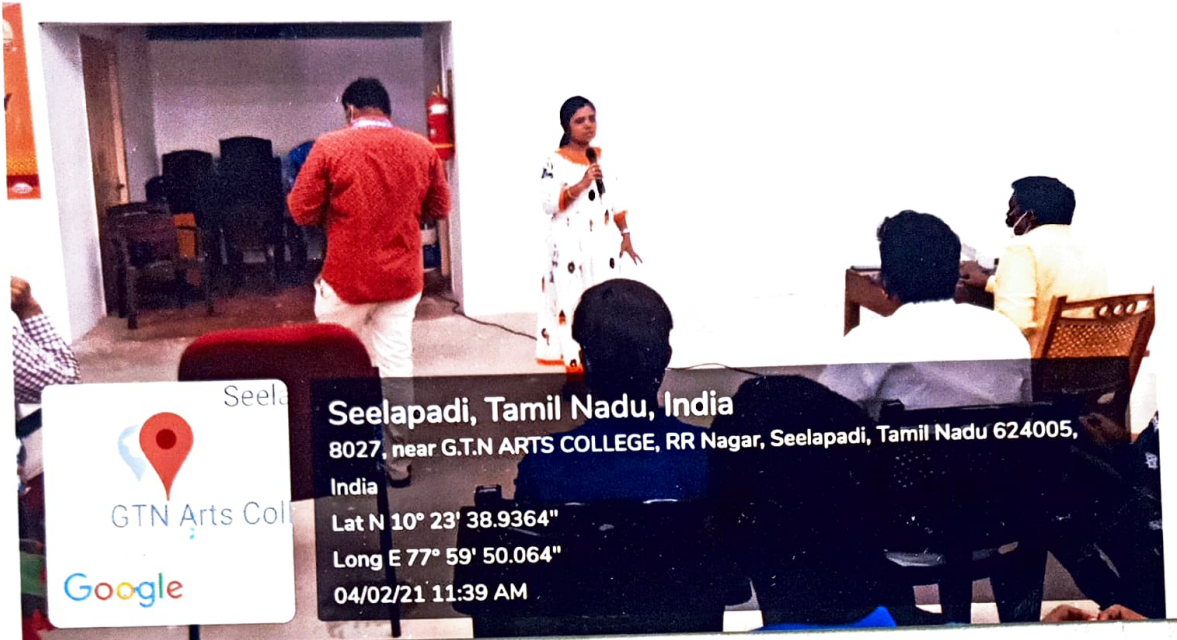 Seela
GTN Arts Coll
Google
Seelapadi, Tamil Nadu, India
8027, near G.T.N ARTS COLLEGE, RR Nagar, Seelapadi, Tamil Nadu 624005,
India
Lat N 10° 23' 38.9364"
Long E 77° 59' 50.064"
04/02/21 11:39 AM